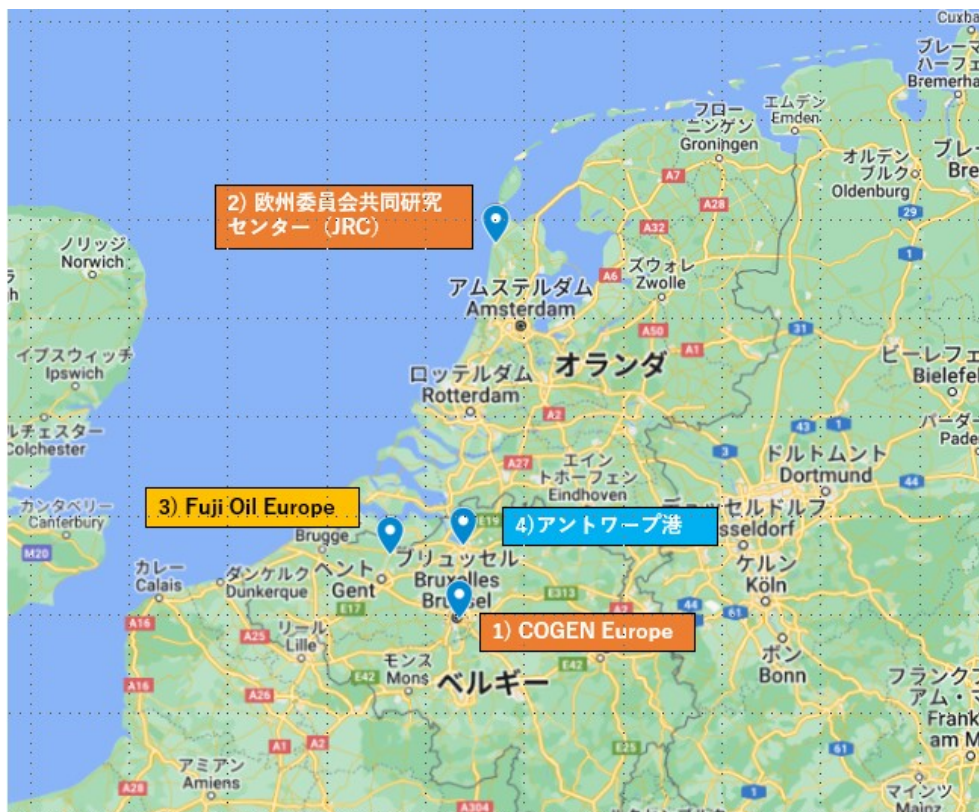 Cuxha
ブレーマ
ハーフェ
Bremerha
フロー
ニンゲン
Groningen
エムデン
Emden
オルデン
ブルク
Oldenburg
ブレー
Bre
A7
A28
29
2) 欧州委員会共同研究
センター（JRC）
A32
1
ノリッジ
Norwich
ラ
gh
ズウォレ
Zwolle
A6
アムステルダム
Amsterdam
A50
31
A1
イプスウィッチ
Ipswich
オランダ
ビーレフェ
Bielefel
ロッテルダム
Rotterdam
A2
ルチェスター
Colchester
43
1
パーダー
Pade
3
A27
エイン
トホーフェン
Eindhoven
ドルトムント
Dortmund
44
カンタベリー
Canterbury
3) Fuji Oil Europe
4)アントワープ港
E19
デュッセルドルフ
sseldorf
M20
Brugge
ブリュッセル
Bruxelles
Brussel
ヘント
Gent
カレー
Calais
ダンケルク
Dunkerque
ケルン
Köln
E313
E17
A2
44
61
A16
A25
リール
Lille
1) COGEN Europe
ボン
Bonn
E42
モンス
Mons
E42
ベルギー
A16
A26
フランクフ
アム・
Frank
am M
A1
A2
E25
61
アミアン
Amiens
A28
A304
マインツ
Mainz